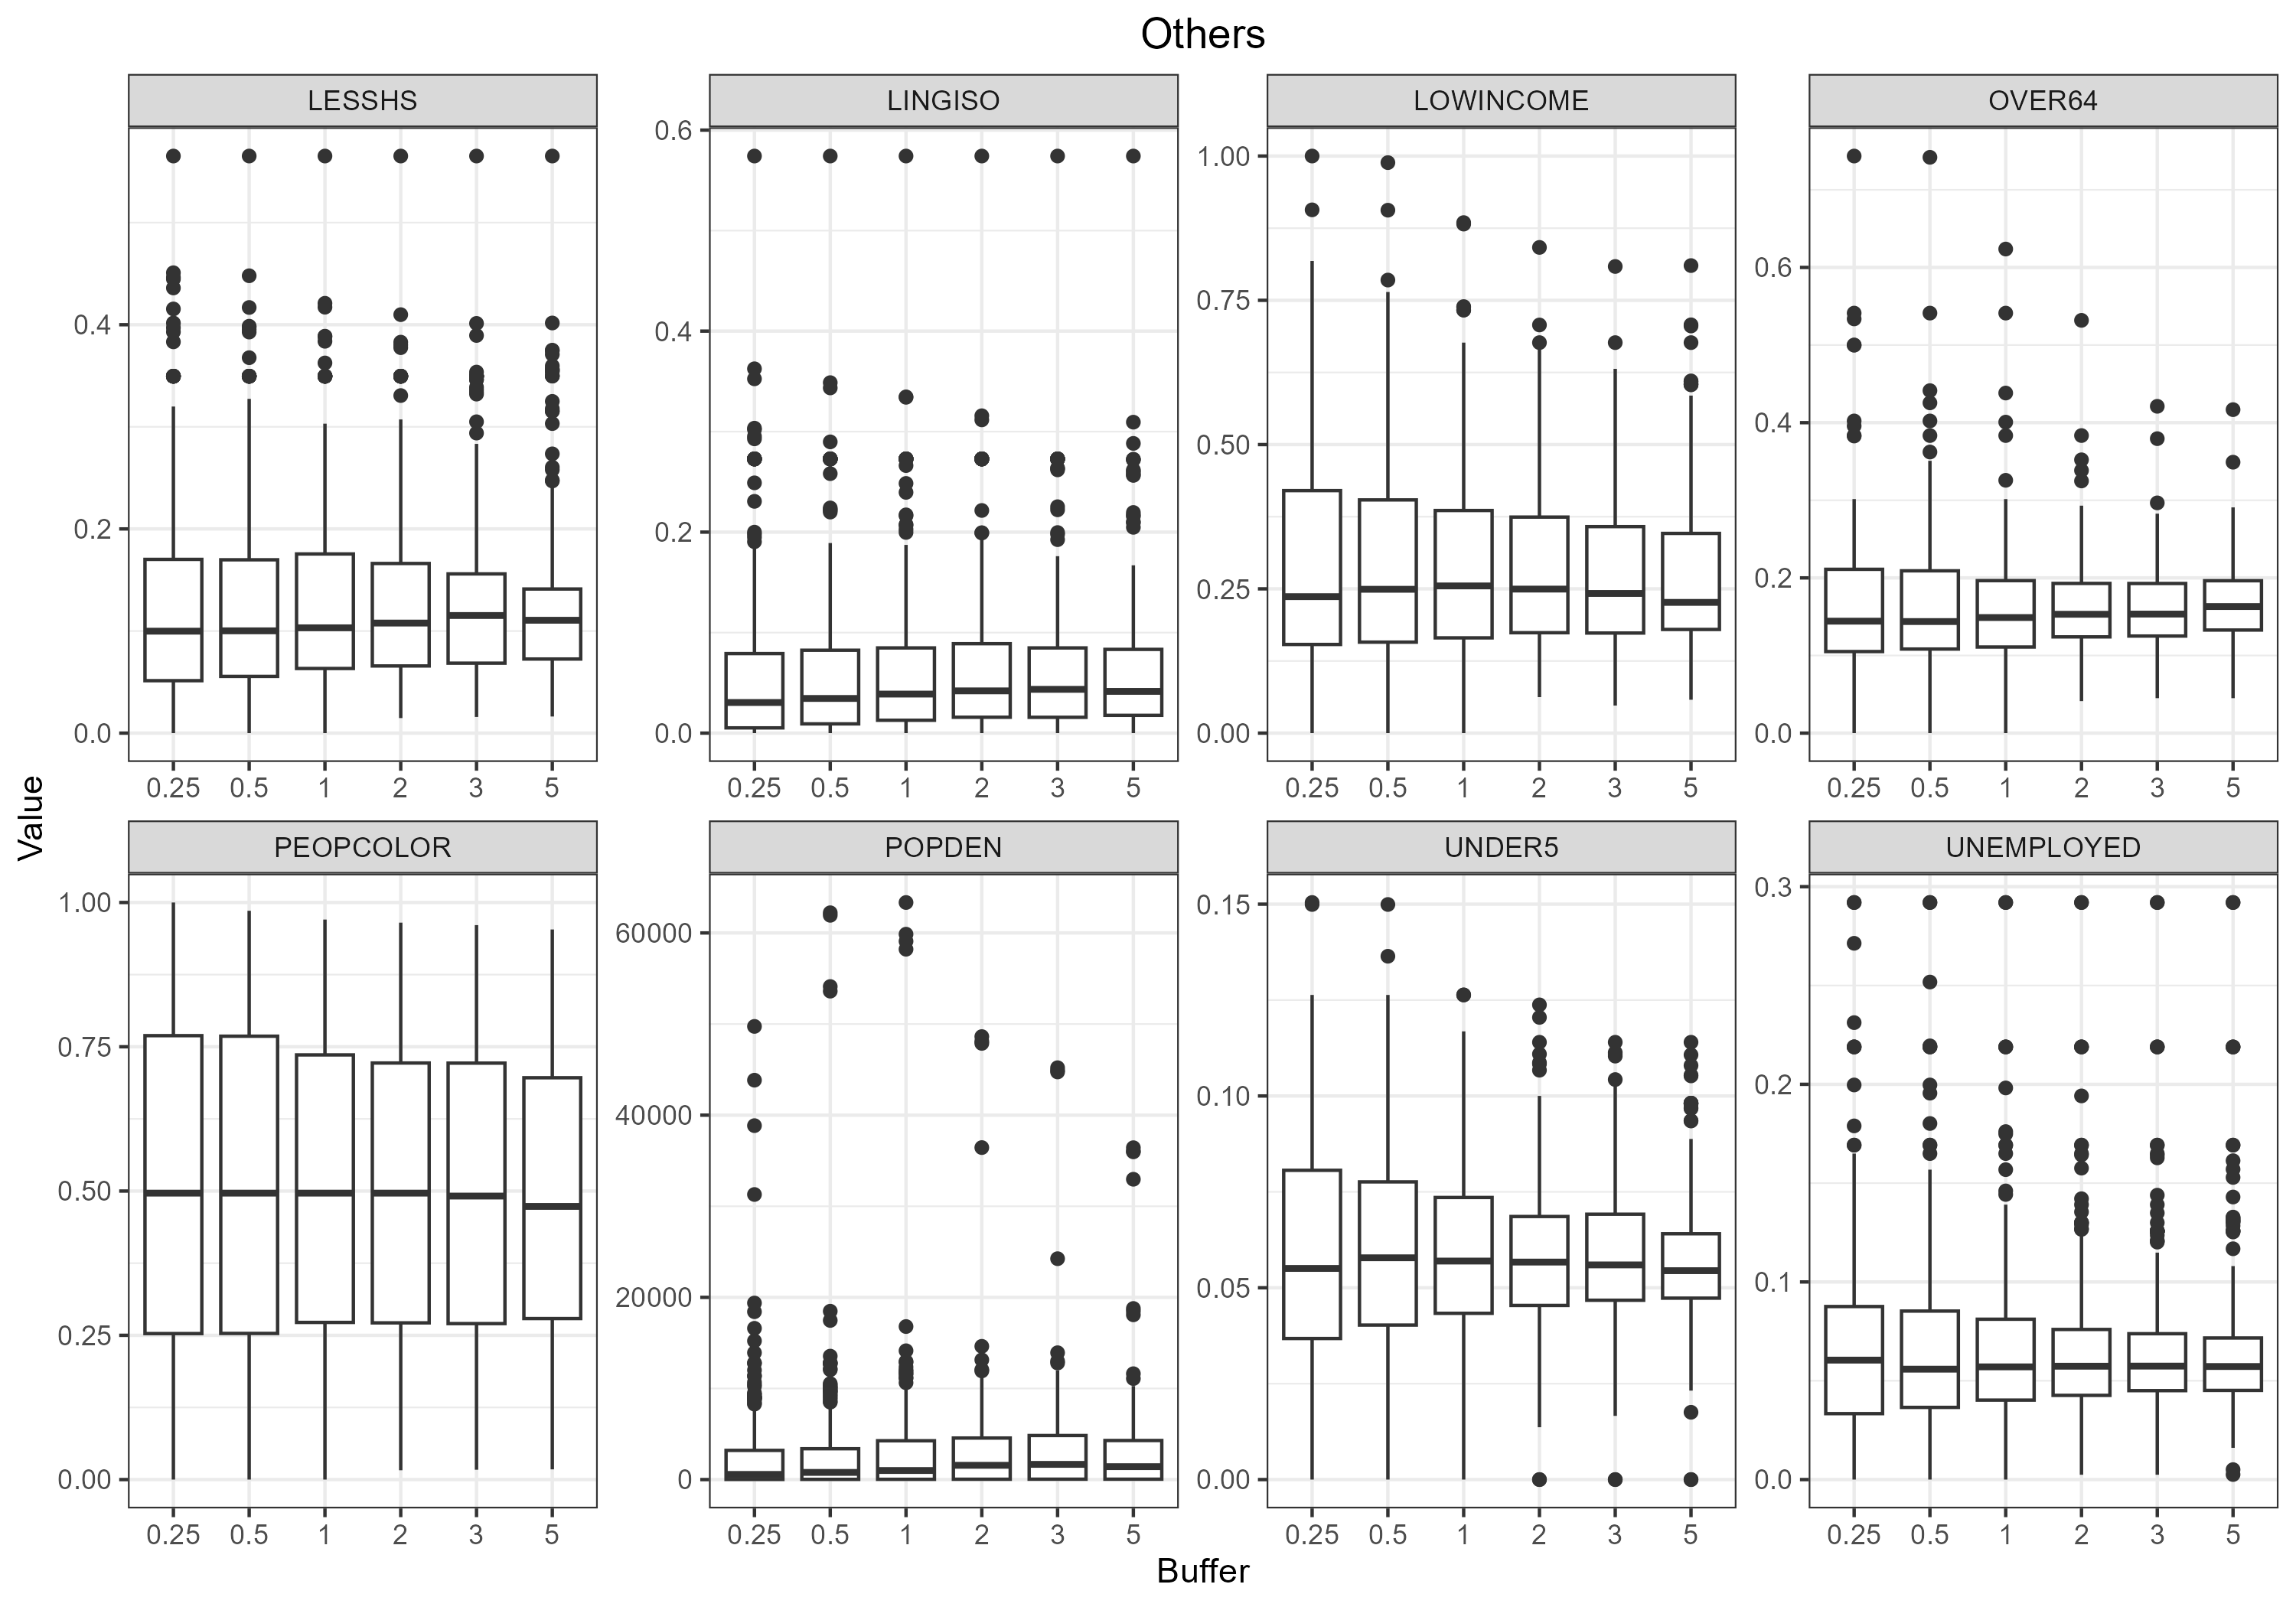 Others
LESSHS LINGISO LOWINCOME OVER64
0.6
1.00
0.75
0.6
0.4 0.4
0.50
0.4
0.2 0.2
0.25
0.2
0.0 0.0 0.00 0.0
0.25 0.5 1 2 3 5 0.25 0.5 1 2 3 5 0.25 0.5 1 2 3 5 0.25 0.5 1 2 3 5
Value
PEOPCOLOR POPDEN UNDER5 UNEMPLOYED
1.00 0.15 0.3
60000
0.75
0.2
40000 0.10
0.50
20000 0.05 0.1
0.25
0.00 0 0.00 0.0
0.25 0.5 1 2 3 5 0.25 0.5 1 2 3 5 0.25 0.5 1 2 3 5 0.25 0.5 1 2 3 5
Buffer